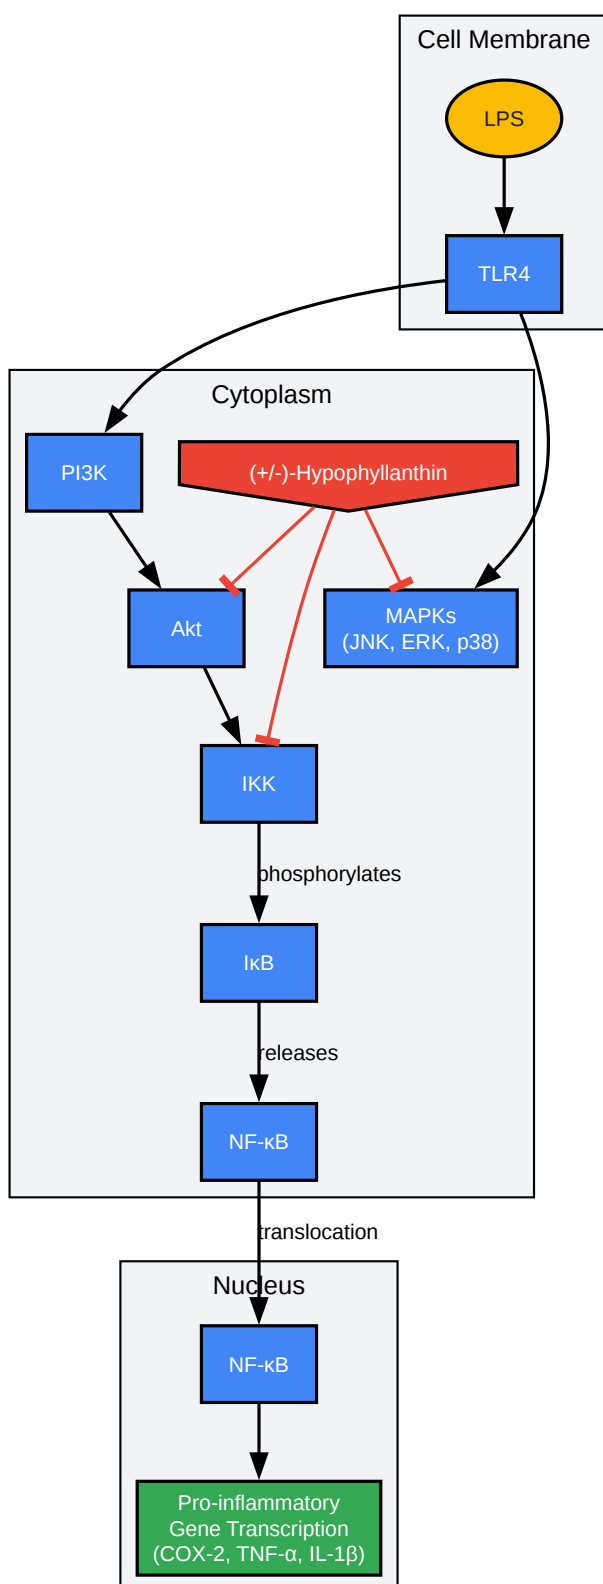 Cell Membrane
LPS
TLR4
Cytoplasm
PI3K
(+/-)-Hypophyllanthin
Akt
MAPKs
(JNK, ERK, p38)
IKK
phosphorylates
IκB
releases
NF-κB
translocation
Nucleus
NF-κB
Pro-inflammatory
Gene Transcription
(COX-2, TNF-α, IL-1β)